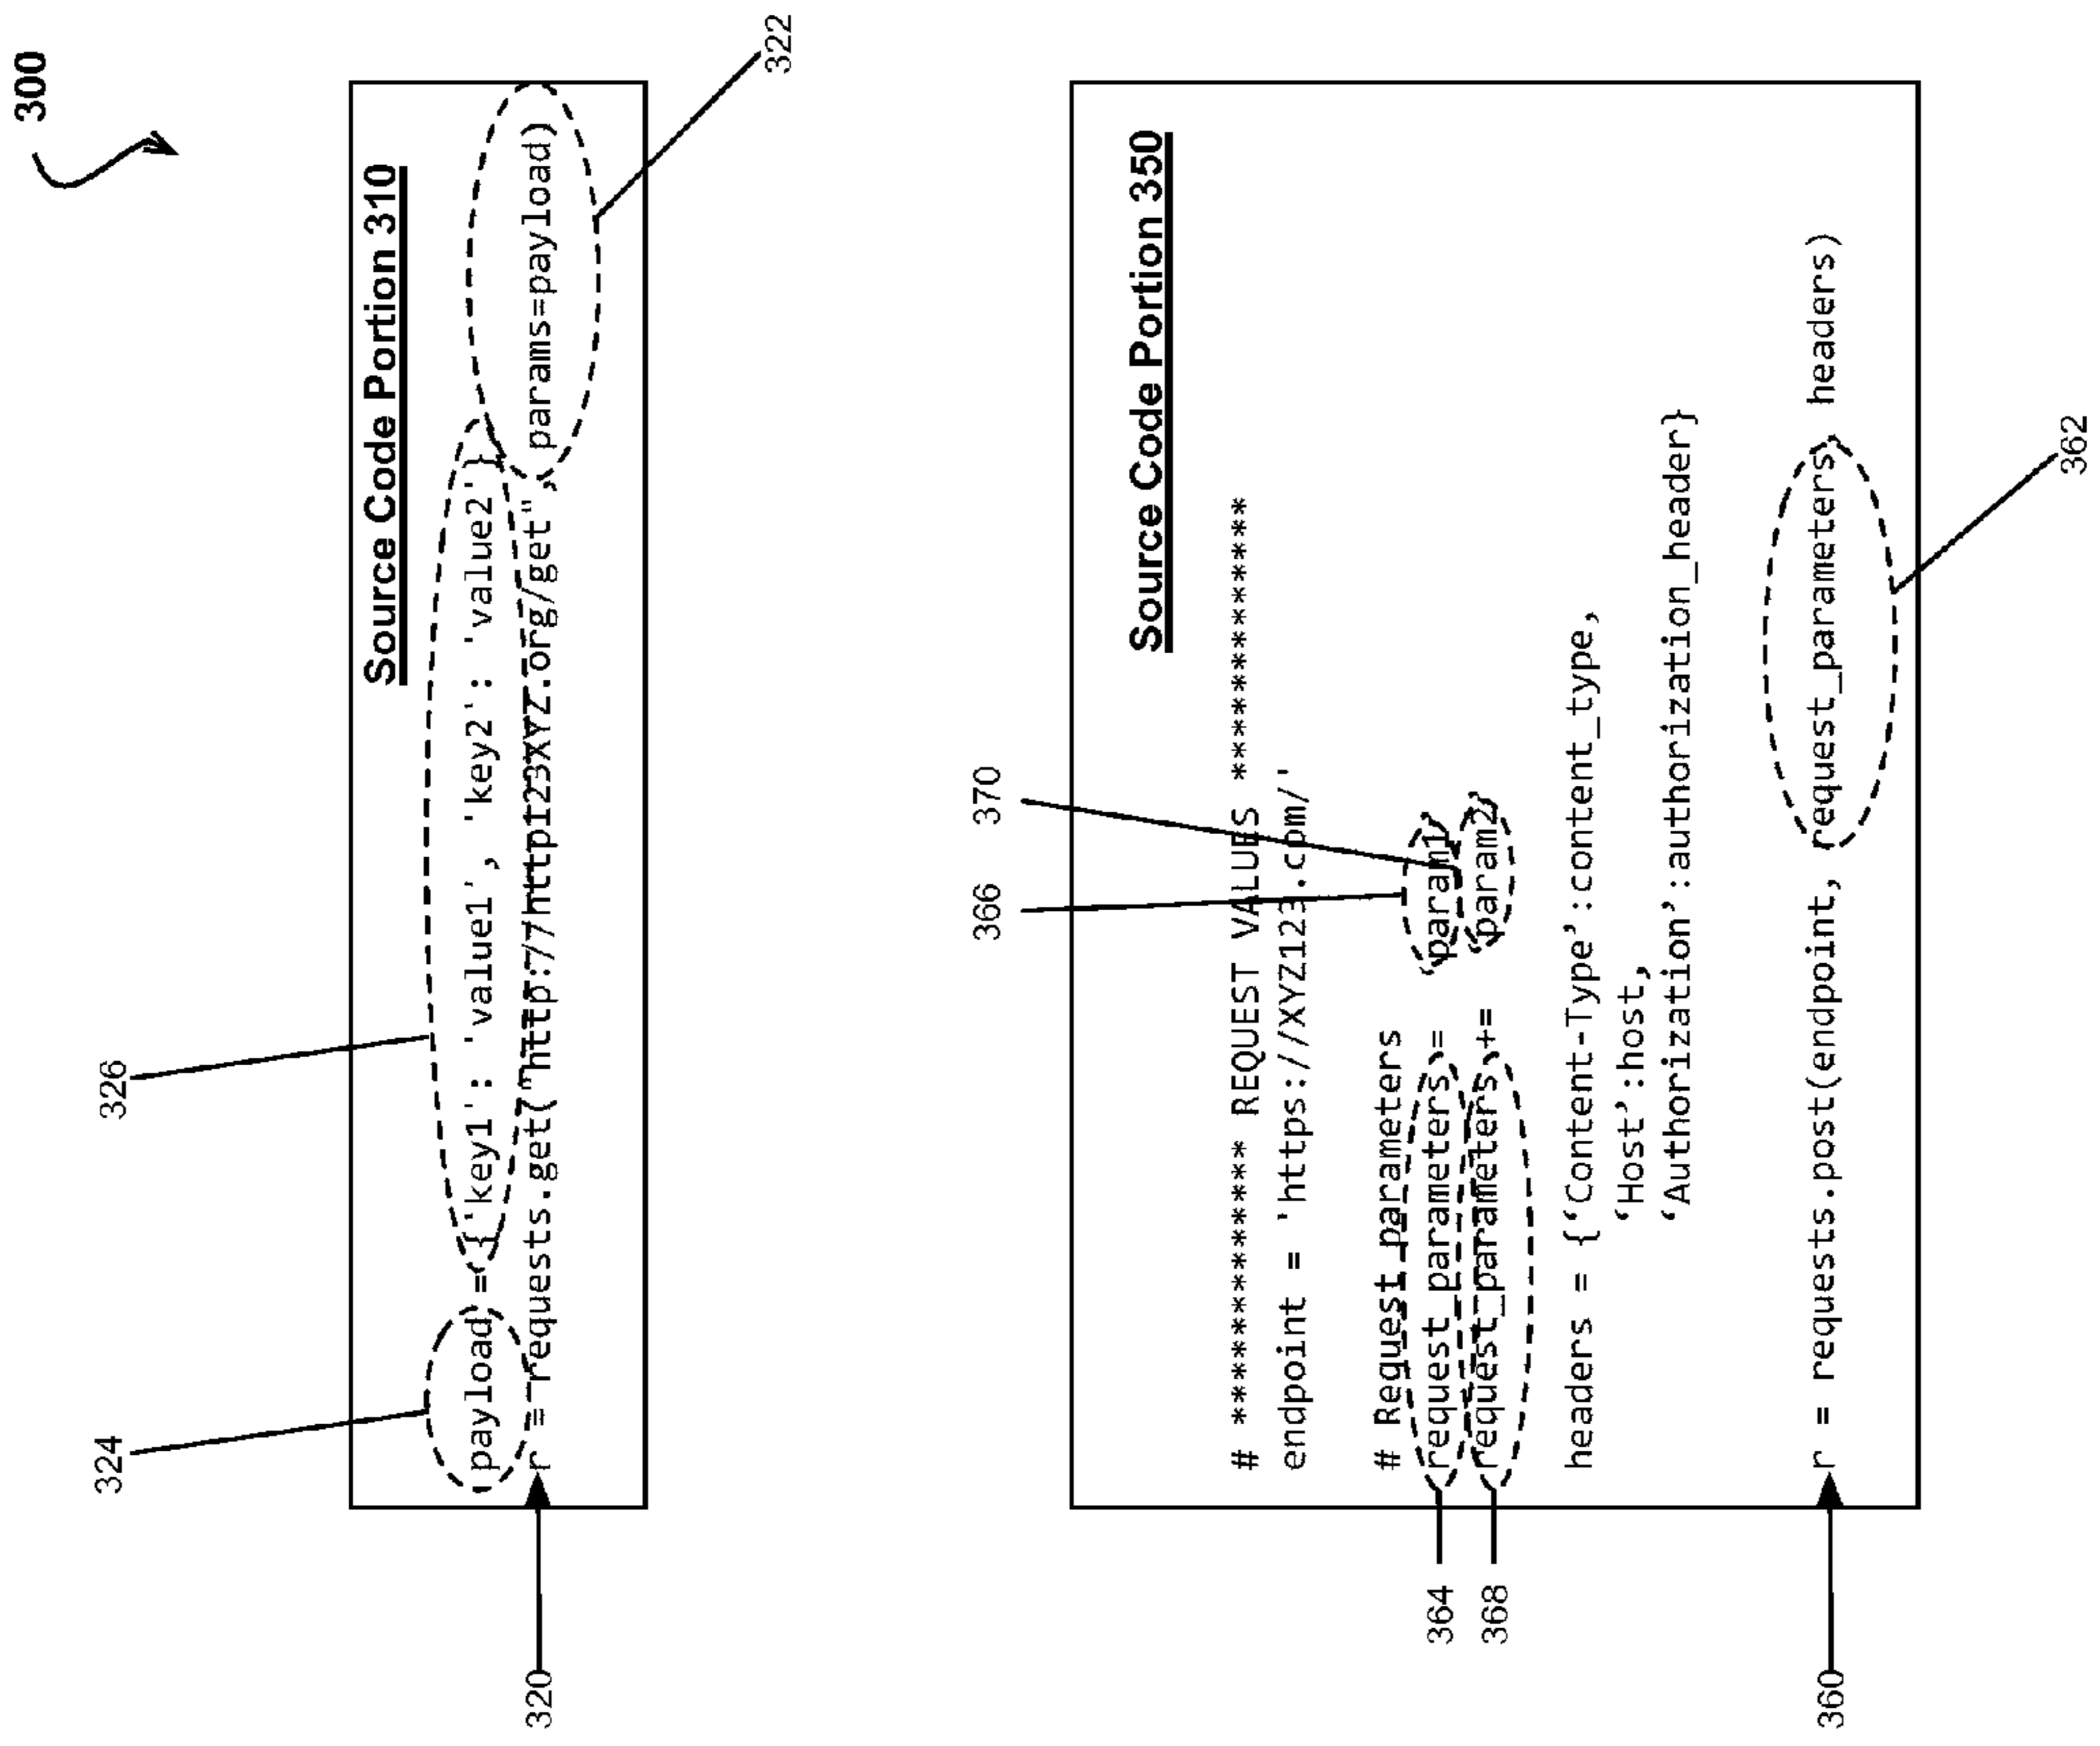 300
Source Code Portion 310
payload = {'key1': 'value1', 'key2': 'value2'}
r = requests.get("http://http123XYZ.org/get", params=payload)
320
322
324
326
Source Code Portion 350
# ************** REQUEST VALUES **************
endpoint = 'https://XYZ123.com/'
# Request parameters
request_parameters = ‘param1’
request_parameters += ‘param2’
headers = {‘Content-Type’:content_type,
‘Host’:host,
‘Authorization’:authorization_header}
r = requests.post(endpoint, request_parameters, headers)
360
362
364
366
368
370